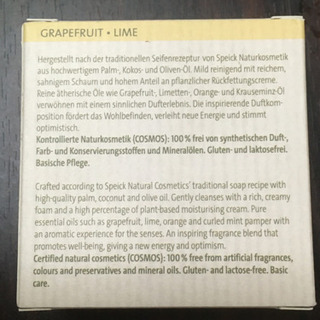 GRAPEFRUIT • LIME
Hergestellt nach der traditionellen Seifenrezeptur von Speick Naturkosmetik
aus hochwertigem Palm-, Kokos- und Oliven-Öl. Mild reinigend mit reichem,
sahnigem Schaum und hohem Anteil an pflanzlicher Rückfettungscreme.
Reine ätherische Öle wie Grapefruit-, Limetten-, Orange- und Krauseminz-Öl
verwöhnen mit einem sinnlichen Dufterlebnis. Die inspirierende Duftkom-
position fördert das Wohlbefinden, verleiht neue Energie und stimmt
optimistisch.
Kontrollierte Naturkosmetik (COSMOS): 100 % frei von synthetischen Duft-,
Farb- und Konservierungsstoffen und Mineralölen. Gluten- und laktosefrei.
Basische Pflege.
Crafted according to Speick Natural Cosmetics' traditional soap recipe with
high-quality palm, coconut and olive oil. Gently cleanses with a rich, creamy
foam and a high percentage of plant-based moisturising cream. Pure
essential oils such as grapefruit, lime, orange and curled mint pamper with
an aromatic experience for the senses. An inspiring fragrance blend that
promotes well-being, giving a new energy and optimism.
Certified natural cosmetics (COSMOS): 100 % free from artificial fragrances,
colours and preservatives and mineral oils. Gluten- and lactose-free. Basic
care.